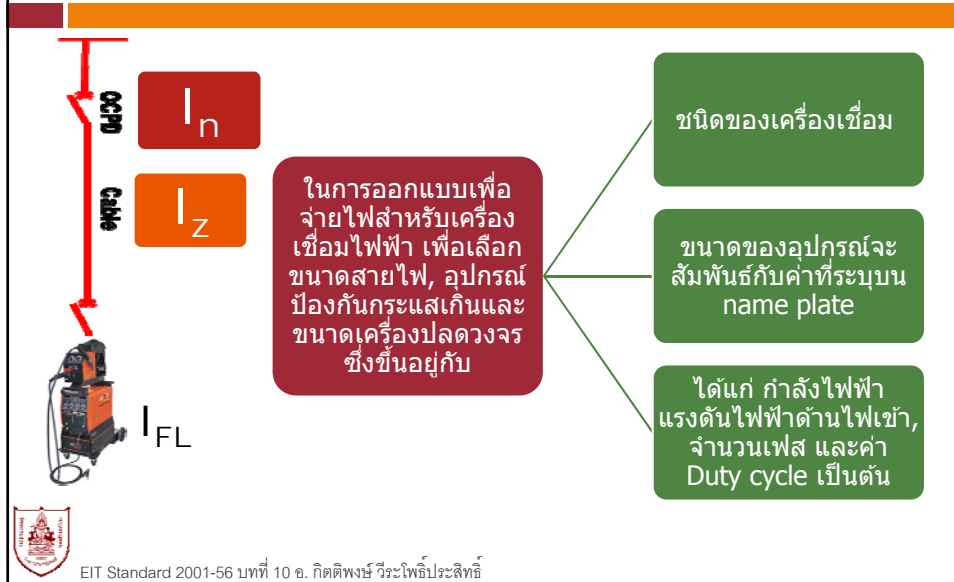 OCPD
I_n
Cable
I_z
I_FL
ในการออกแบบเพื่อ
จ่ายไฟสำหรับเครื่อง
เชื่อมไฟฟ้า เพื่อเลือก
ขนาดสายไฟ, อุปกรณ์
ป้องกันกระแสเกินและ
ขนาดเครื่องปลดวงจร
ซึ่งขึ้นอยู่กับ
ชนิดของเครื่องเชื่อม
ขนาดของอุปกรณ์จะ
สัมพันธ์กับค่าที่ระบุบน
name plate
ได้แก่ กำลังไฟฟ้า
แรงดันไฟฟ้าด้านไฟเข้า,
จำนวนเฟส และค่า
Duty cycle เป็นต้น
EIT Standard 2001-56 บทที่ 10 อ. กิตติพงษ์ วีระโพธิ์ประสิทธิ์